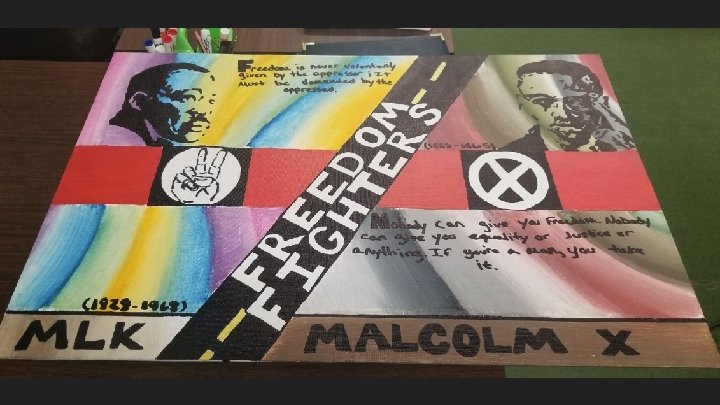 Freedom is never voluntarily
given by the oppressor; It
must be demanded by the
oppressed.
(1925-1965)
FREEDOM
FIGHTERS
Nobody can give you Freedom. Nobody
can give you equality or Justice or
anything. If you're a man, you take
it.
(1929-1968)
MLK
MALCOLM X